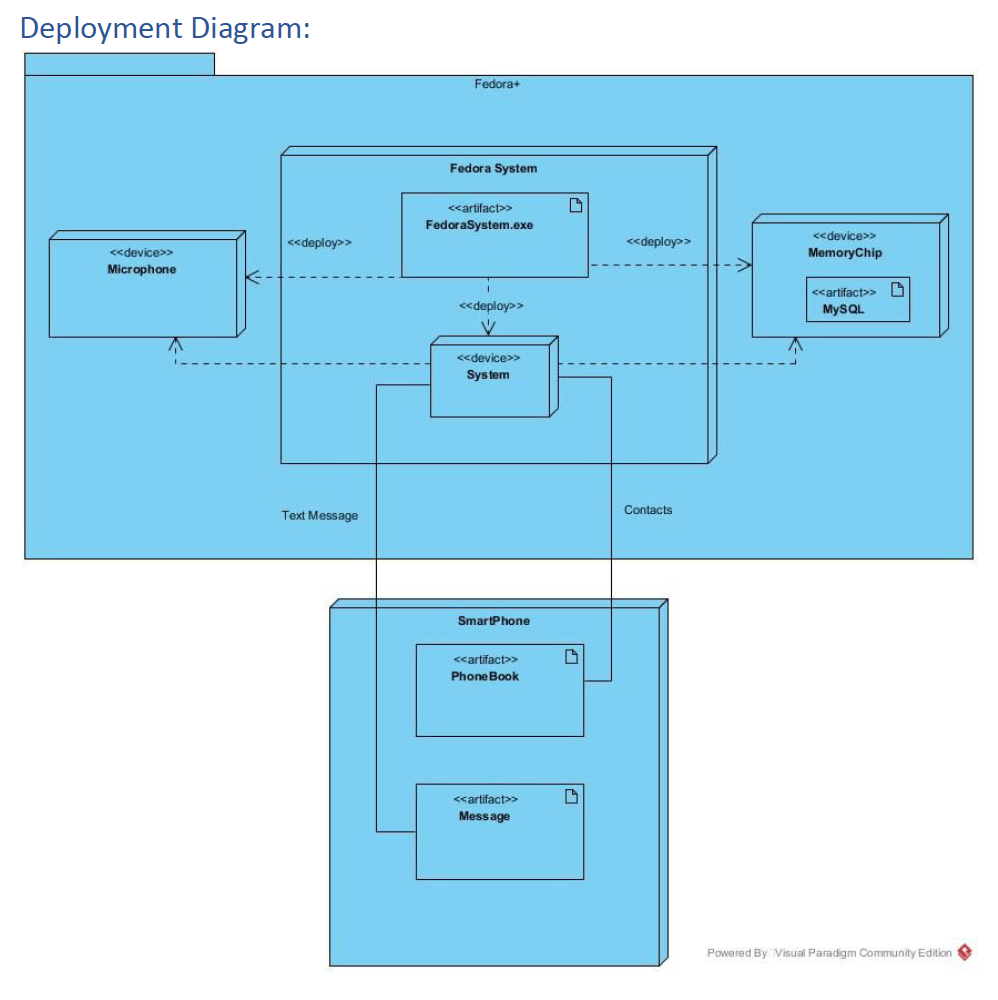 Deployment Diagram:
Fedora+
Fedora System
<<artifact>>
FedoraSystem.exe
<<deploy>>
<<deploy>>
<<device>>
Microphone
<<device>>
MemoryChip
<<artifact>>
MySQL
<<deploy>>
<<device>>
System
Text Message
Contacts
SmartPhone
<<artifact>>
PhoneBook
<<artifact>>
Message
Powered By Visual Paradigm Community Edition